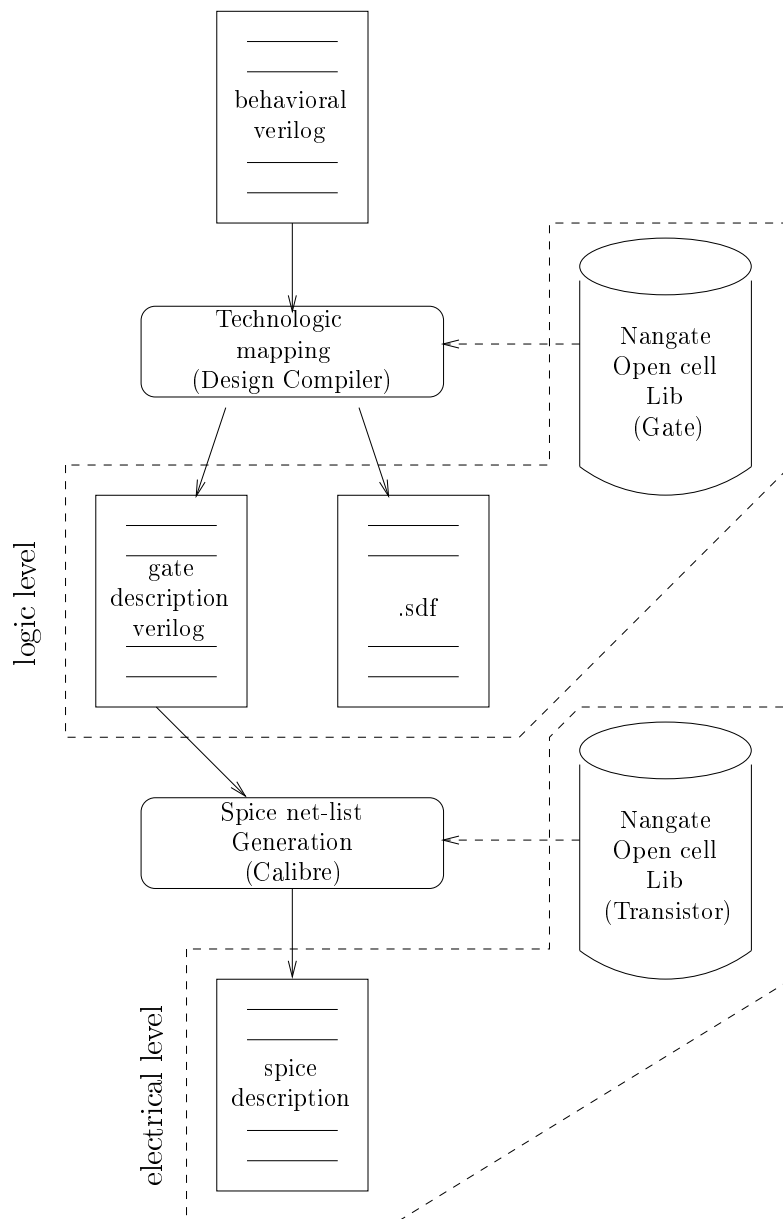 behavioral
verilog
Technologic
mapping
(Design Compiler)
Nangate
Open cell
Lib
(Gate)
logic level
gate
description
verilog
.sdf
Spice net-list
Generation
(Calibre)
Nangate
Open cell
Lib
(Transistor)
electrical level
spice
description